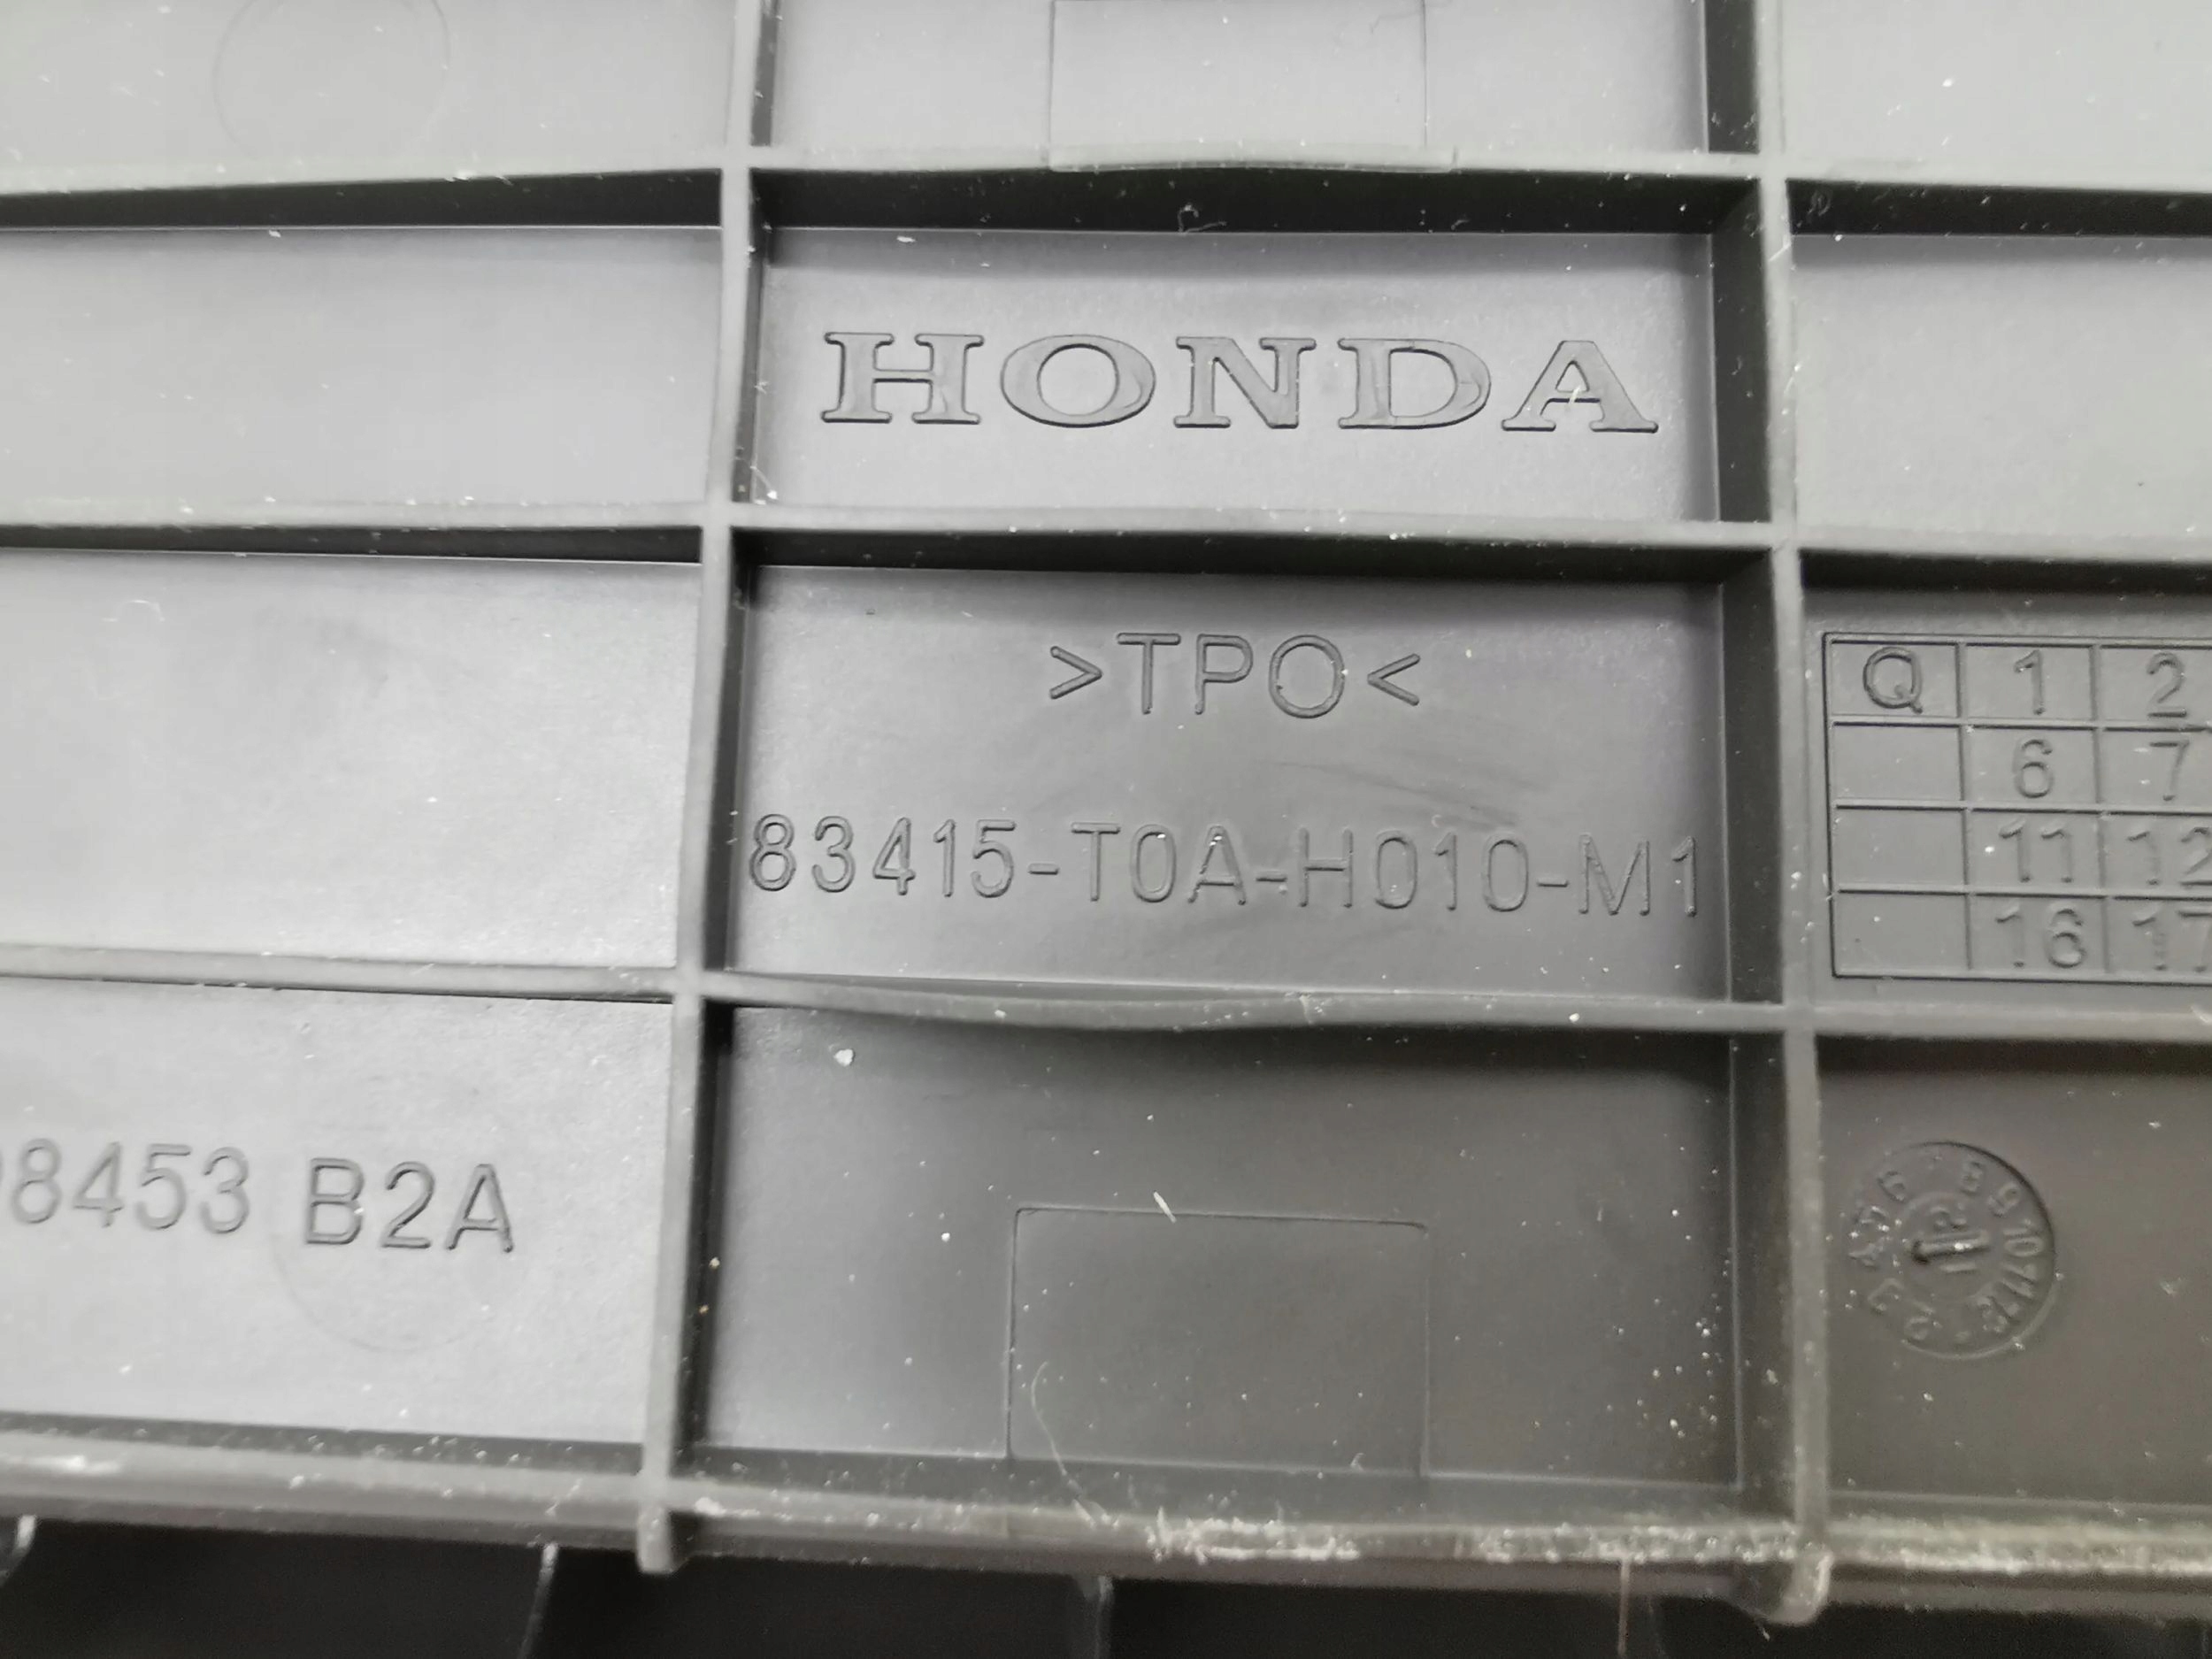 HONDA
>TPO<
83415-T0A-H010-M1
Q 1 2
6 7
11 12
16 17
8453 B2A